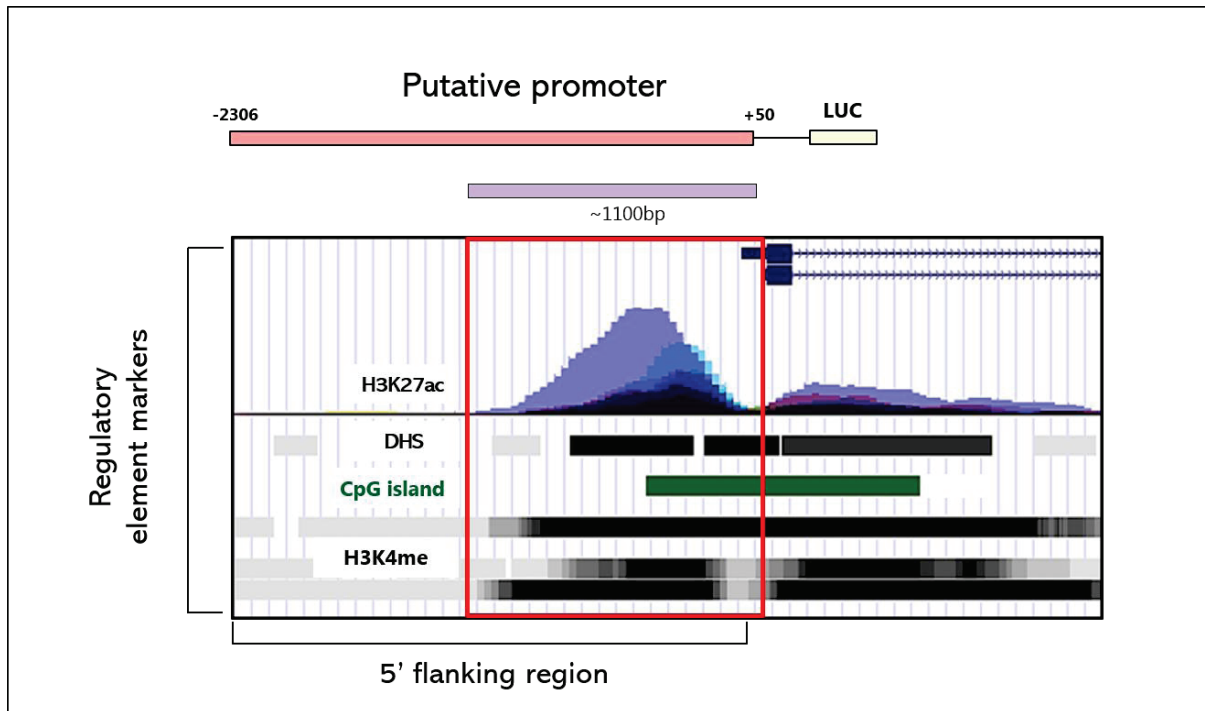 Putative promoter
-2306
+50
LUC
~1100bp
Regulatory
element markers
H3K27ac
DHS
CpG island
H3K4me
5’ flanking region